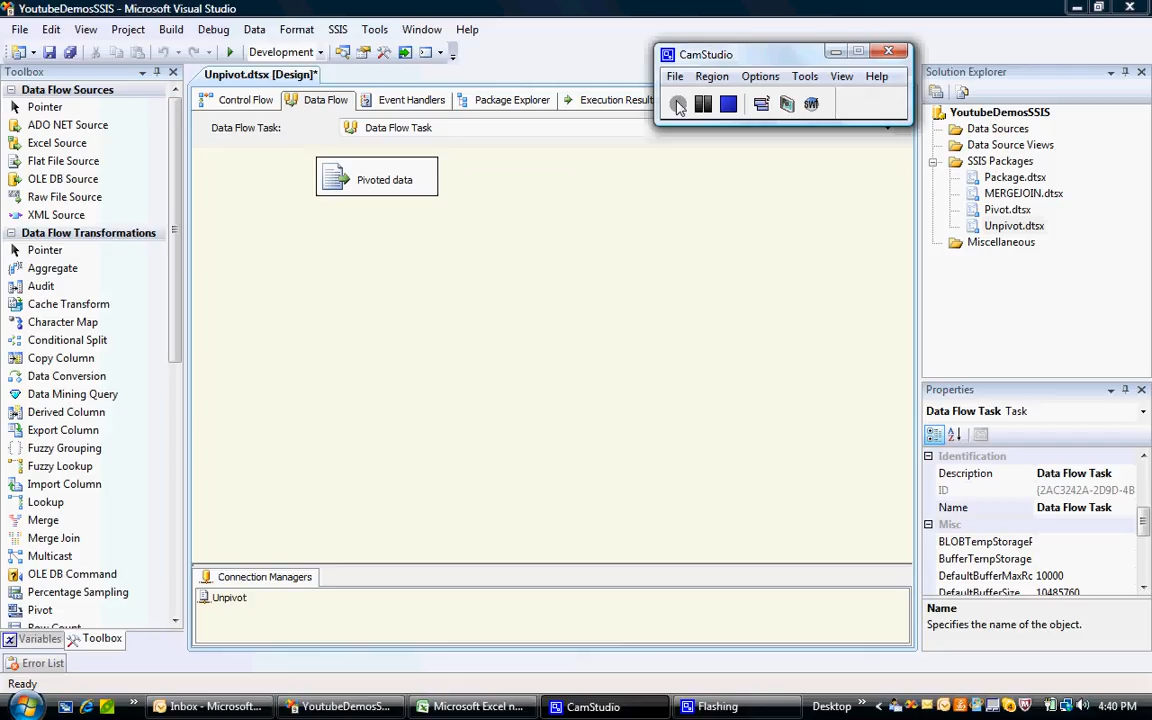 YoutubeDemosSSIS - Microsoft Visual Studio
File Edit View Project Build Debug Data Format SSIS Tools Window Help
Development
CamStudio
File Region Options Tools View Help
Toolbox
Data Flow Sources
Pointer
ADO NET Source
Excel Source
Flat File Source
OLE DB Source
Raw File Source
XML Source
Data Flow Transformations
Pointer
Aggregate
Audit
Cache Transform
Character Map
Conditional Split
Copy Column
Data Conversion
Data Mining Query
Derived Column
Export Column
Fuzzy Grouping
Fuzzy Lookup
Import Column
Lookup
Merge
Merge Join
Multicast
OLE DB Command
Percentage Sampling
Pivot
Row Count
Variables Toolbox
Error List
Ready
Unpivot.dtsx [Design]*
Control Flow Data Flow Event Handlers Package Explorer Execution Result
Data Flow Task: Data Flow Task
Pivoted data
Connection Managers
Unpivot
Solution Explorer
YoutubeDemosSSIS
Data Sources
Data Source Views
SSIS Packages
Package.dtsx
MERGEJOIN.dtsx
Pivot.dtsx
Unpivot.dtsx
Miscellaneous
Properties
Data Flow Task Task
Identification
Description Data Flow Task
ID {2AC3242A-2D9D-4B
Name Data Flow Task
Misc
BLOBTempStorageF
BufferTempStorage
DefaultBufferMaxRc 10000
DefaultBufferSize 10485760
Name
Specifies the name of the object.
Inbox - Microsoft... YoutubeDemosS... Microsoft Excel n... CamStudio Flashing Desktop 4:40 PM